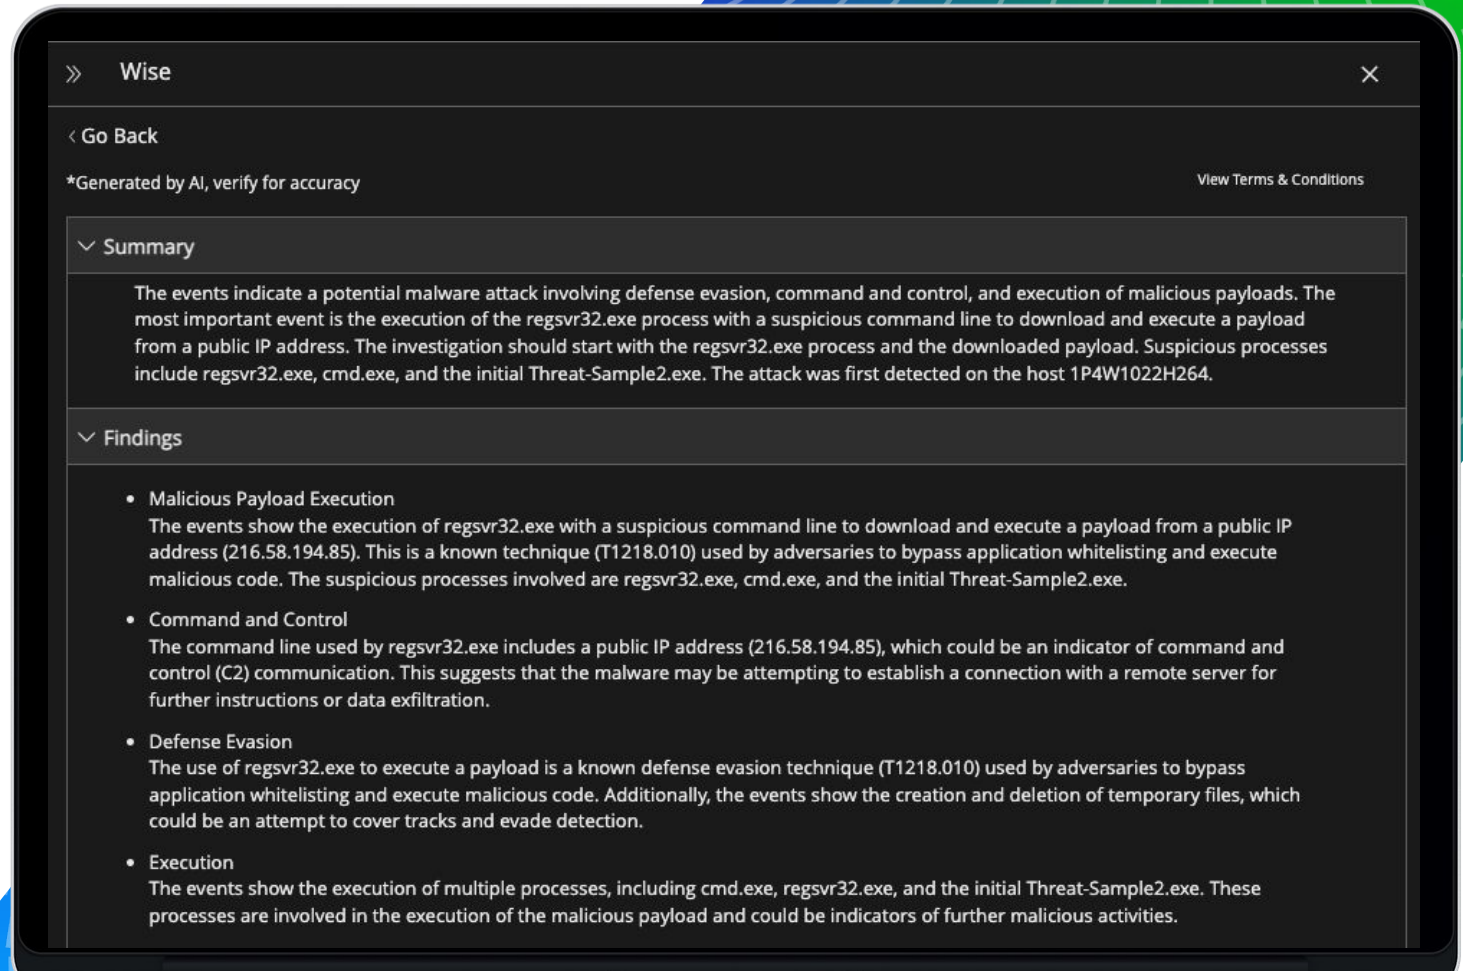 Wise
Go Back
*Generated by AI, verify for accuracy
View Terms & Conditions
Summary
The events indicate a potential malware attack involving defense evasion, command and control, and execution of malicious payloads. The
most important event is the execution of the regsvr32.exe process with a suspicious command line to download and execute a payload
from a public IP address. The investigation should start with the regsvr32.exe process and the downloaded payload. Suspicious processes
include regsvr32.exe, cmd.exe, and the initial Threat-Sample2.exe. The attack was first detected on the host 1P4W1022H264.
Findings
• Malicious Payload Execution
The events show the execution of regsvr32.exe with a suspicious command line to download and execute a payload from a public IP
address (216.58.194.85). This is a known technique (T1218.010) used by adversaries to bypass application whitelisting and execute
malicious code. The suspicious processes involved are regsvr32.exe, cmd.exe, and the initial Threat-Sample2.exe.
• Command and Control
The command line used by regsvr32.exe includes a public IP address (216.58.194.85), which could be an indicator of command and
control (C2) communication. This suggests that the malware may be attempting to establish a connection with a remote server for
further instructions or data exfiltration.
• Defense Evasion
The use of regsvr32.exe to execute a payload is a known defense evasion technique (T1218.010) used by adversaries to bypass
application whitelisting and execute malicious code. Additionally, the events show the creation and deletion of temporary files, which
could be an attempt to cover tracks and evade detection.
• Execution
The events show the execution of multiple processes, including cmd.exe, regsvr32.exe, and the initial Threat-Sample2.exe. These
processes are involved in the execution of the malicious payload and could be indicators of further malicious activities.